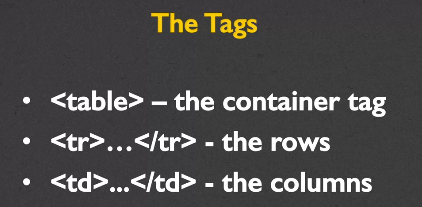 The Tags
• <table> – the container tag
• <tr>...</tr> - the rows
• <td>...</td> - the columns